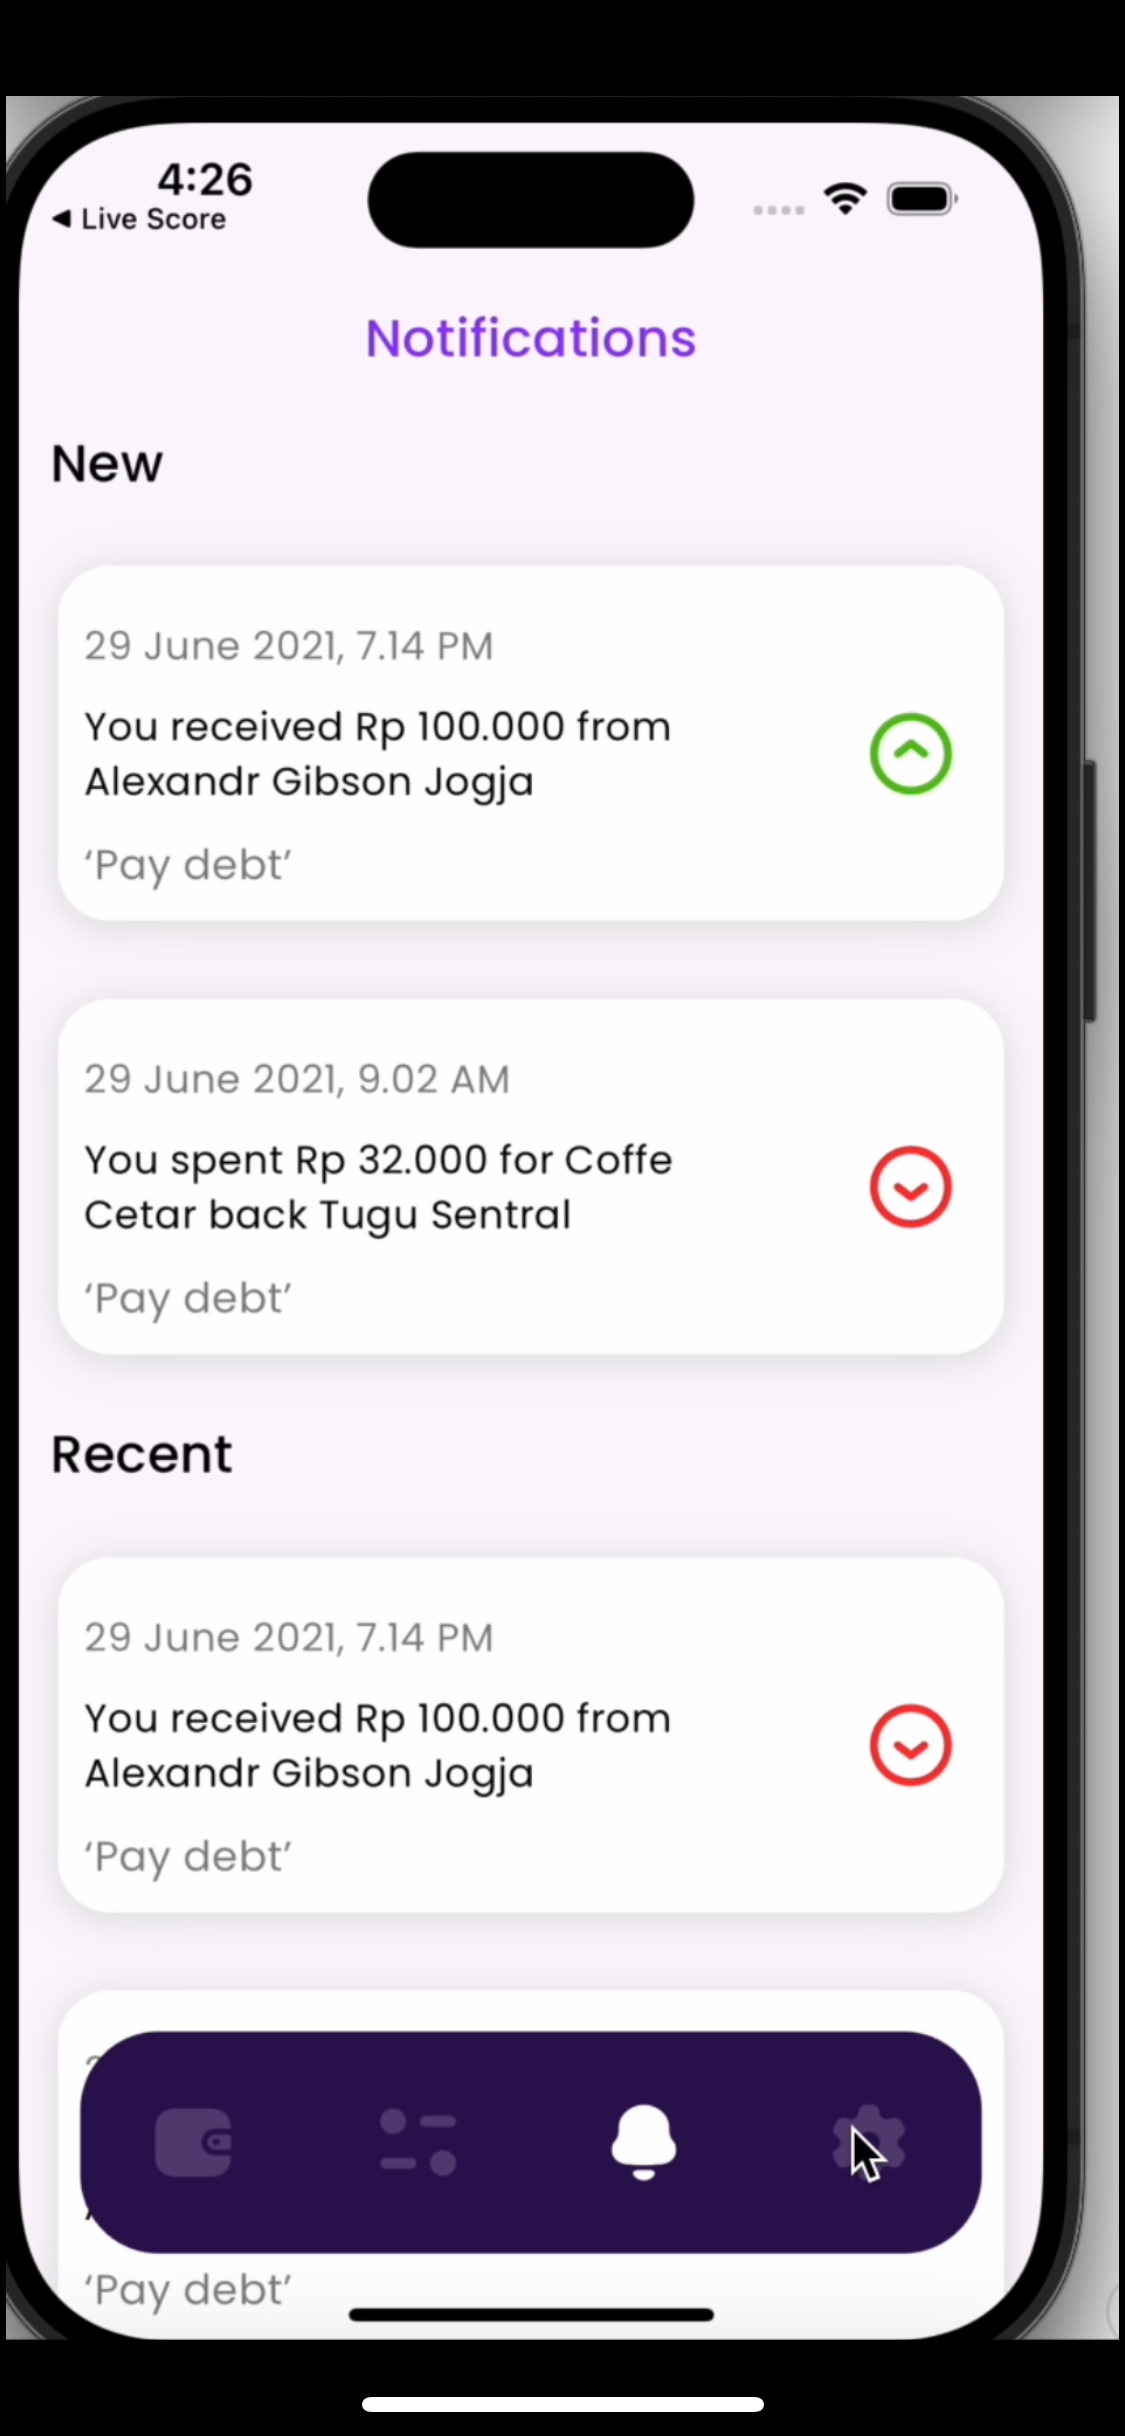 4:26
◀ Live Score
Notifications
New
29 June 2021, 7.14 PM
You received Rp 100.000 from
Alexandr Gibson Jogja
‘Pay debt’
29 June 2021, 9.02 AM
You spent Rp 32.000 for Coffe
Cetar back Tugu Sentral
‘Pay debt’
Recent
29 June 2021, 7.14 PM
You received Rp 100.000 from
Alexandr Gibson Jogja
‘Pay debt’
‘Pay debt’